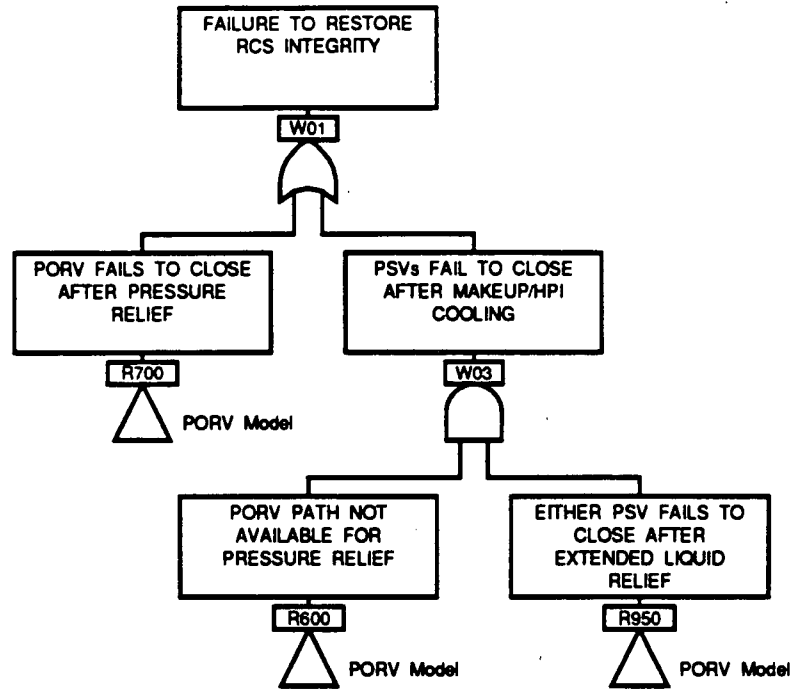 FAILURE TO RESTORE
RCS INTEGRITY
W01
PORV FAILS TO CLOSE
AFTER PRESSURE
RELIEF
R700
PORV Model
PSVs FAIL TO CLOSE
AFTER MAKEUP/HPI
COOLING
W03
PORV PATH NOT
AVAILABLE FOR
PRESSURE RELIEF
R600
PORV Model
EITHER PSV FAILS TO
CLOSE AFTER
EXTENDED LIQUID
RELIEF
R950
PORV Model